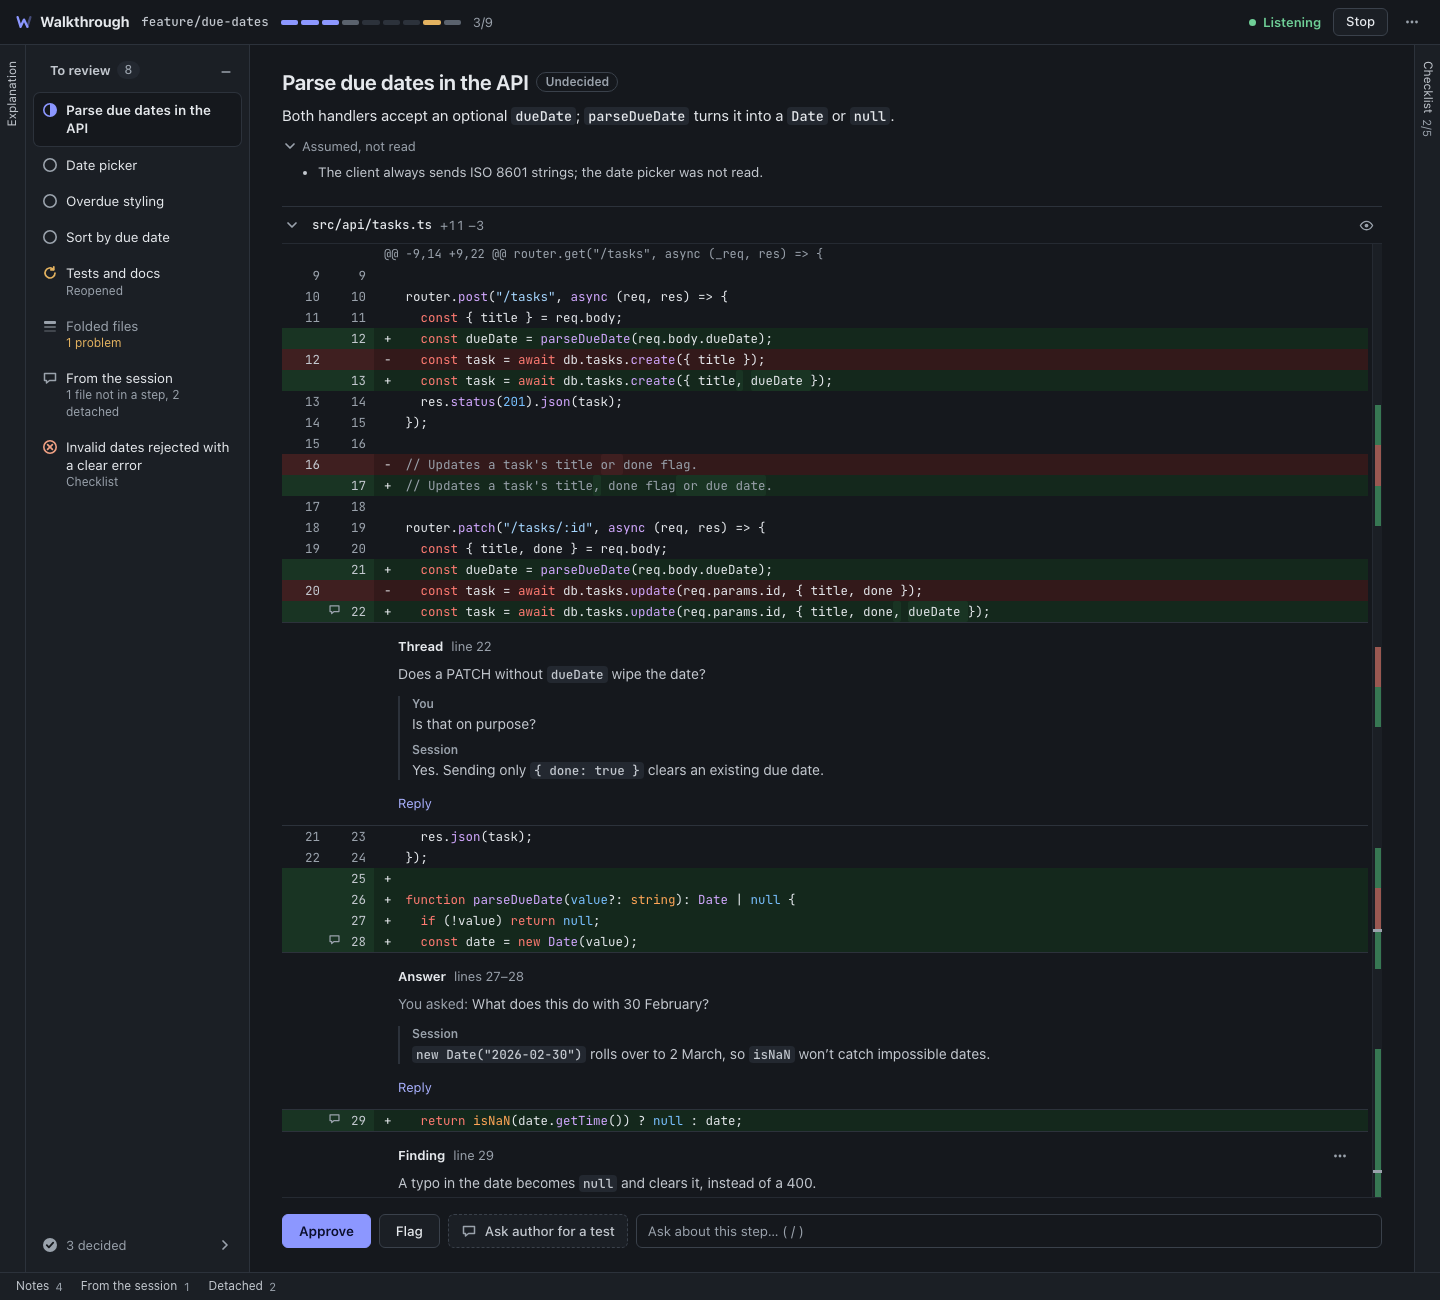 Walkthrough feature/due-dates 3/9 Listening Stop
Explanation
To review 8
Parse due dates in the API
Date picker
Overdue styling
Sort by due date
Tests and docs
Reopened
Folded files
1 problem
From the session
1 file not in a step, 2
detached
Invalid dates rejected with
a clear error
Checklist
3 decided
Parse due dates in the API Undecided
Both handlers accept an optional dueDate; parseDueDate turns it into a Date or null.
Assumed, not read
• The client always sends ISO 8601 strings; the date picker was not read.
src/api/tasks.ts +11 −3
@@ -9,14 +9,22 @@ router.get("/tasks", async (_req, res) => {
9 9
10 10 router.post("/tasks", async (req, res) => {
11 11 const { title } = req.body;
12 + const dueDate = parseDueDate(req.body.dueDate);
12 - const task = await db.tasks.create({ title });
13 + const task = await db.tasks.create({ title, dueDate });
13 14 res.status(201).json(task);
14 15 });
15 16
16 - // Updates a task's title or done flag.
17 + // Updates a task's title, done flag or due date.
17 18
18 19 router.patch("/tasks/:id", async (req, res) => {
19 20 const { title, done } = req.body;
21 + const dueDate = parseDueDate(req.body.dueDate);
20 - const task = await db.tasks.update(req.params.id, { title, done });
22 + const task = await db.tasks.update(req.params.id, { title, done, dueDate });
Thread line 22
Does a PATCH without dueDate wipe the date?
You
Is that on purpose?
Session
Yes. Sending only { done: true } clears an existing due date.
Reply
21 23 res.json(task);
22 24 });
25 +
26 + function parseDueDate(value?: string): Date | null {
27 + if (!value) return null;
28 + const date = new Date(value);
Answer lines 27–28
You asked: What does this do with 30 February?
Session
new Date("2026-02-30") rolls over to 2 March, so isNaN won’t catch impossible dates.
Reply
29 + return isNaN(date.getTime()) ? null : date;
Finding line 29
A typo in the date becomes null and clears it, instead of a 400.
Approve Flag Ask author for a test Ask about this step… ( / )
Checklist 2/5
Notes 4 From the session 1 Detached 2